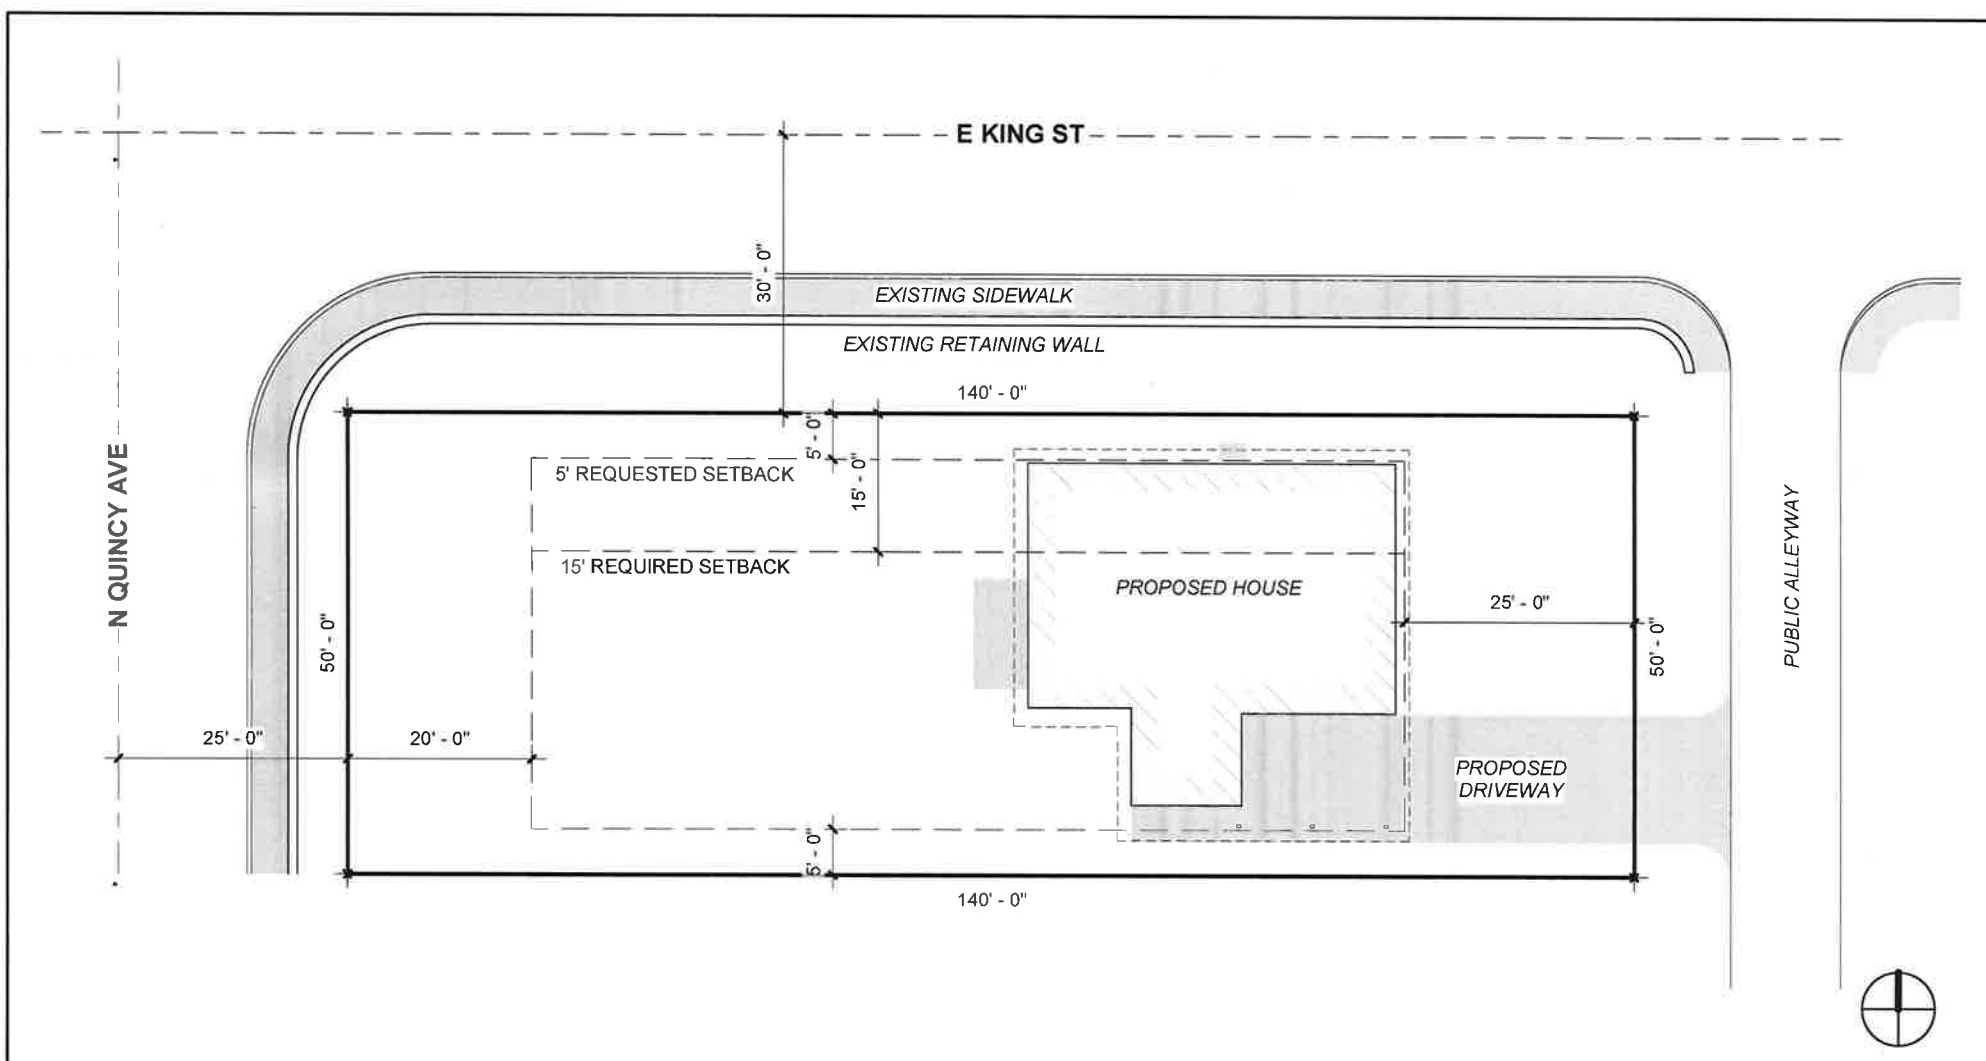 E KING ST
30' - 0"
EXISTING SIDEWALK
EXISTING RETAINING WALL
140' - 0"
5' - 0"
5' REQUESTED SETBACK
15' - 0"
15' REQUIRED SETBACK
N QUINCY AVE
PROPOSED HOUSE
25' - 0"
PUBLIC ALLEYWAY
50' - 0"
50' - 0"
25' - 0"
20' - 0"
PROPOSED
DRIVEWAY
5' - 0"
140' - 0"